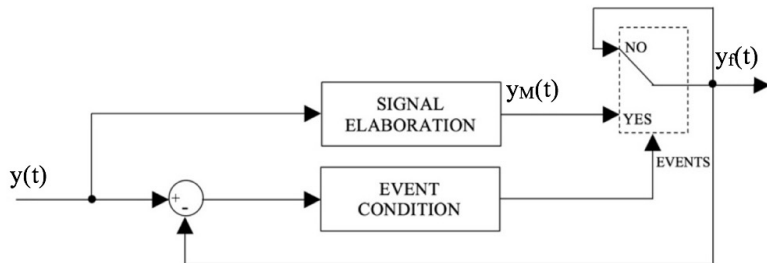 NO
yf(t)
SIGNAL
ELABORATION
yM(t)
YES
EVENTS
y(t)
+
-
EVENT
CONDITION